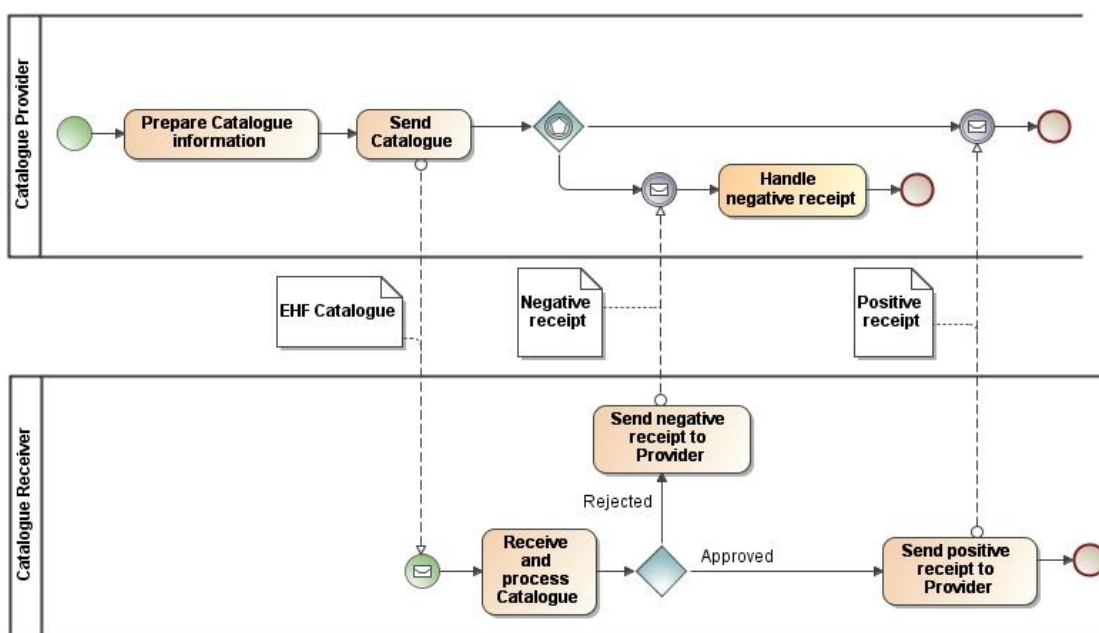 Catalogue Provider
Prepare Catalogue
information
Send
Catalogue
Handle
negative receipt
EHF Catalogue
Negative
receipt
Positive
receipt
Catalogue Receiver
Send negative
receipt to
Provider
Rejected
Receive
and
process
Catalogue
Approved
Send positive
receipt to
Provider